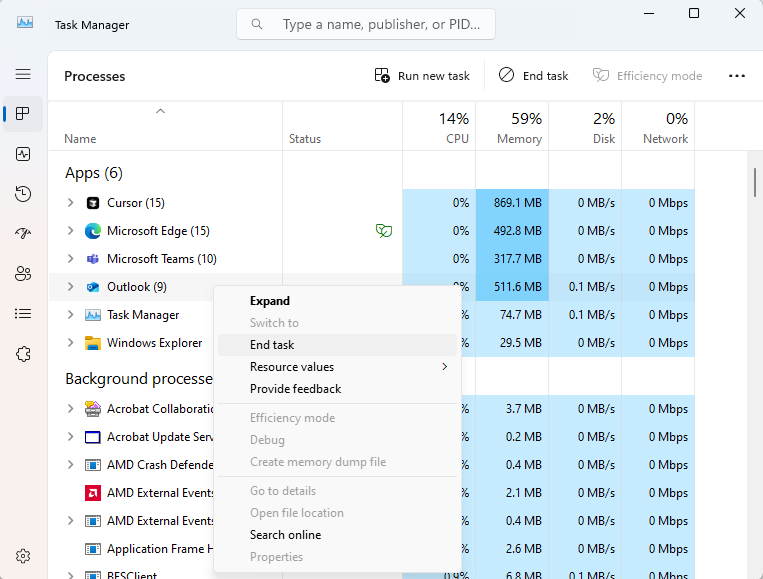 Task Manager
Type a name, publisher, or PID...
Processes
Run new task
End task
Efficiency mode
14% 59% 2% 0%
Name Status CPU Memory Disk Network
Apps (6)
Cursor (15) 0% 869.1 MB 0 MB/s 0 Mbps
Microsoft Edge (15) 0% 492.8 MB 0 MB/s 0 Mbps
Microsoft Teams (10) 0% 317.7 MB 0 MB/s 0 Mbps
Outlook (9) 0% 511.6 MB 0.1 MB/s 0 Mbps
Task Manager 74.7 MB 0.1 MB/s 0 Mbps
Windows Explorer 29.5 MB 0 MB/s 0 Mbps
Expand
Switch to
End task
Resource values
Provide feedback
Efficiency mode
Debug
Create memory dump file
Go to details
Open file location
Search online
Properties
Background processe
Acrobat Collaboratio % 3.7 MB 0 MB/s 0 Mbps
Acrobat Update Serv % 0.2 MB 0 MB/s 0 Mbps
AMD Crash Defende % 0.4 MB 0 MB/s 0 Mbps
AMD External Events % 2.1 MB 0 MB/s 0 Mbps
AMD External Events % 0.4 MB 0 MB/s 0 Mbps
Application Frame H % 2.6 MB 0 MB/s 0 Mbps
BESClient 0.9% 6.8 MB 0.1 MB/s 0 Mbps